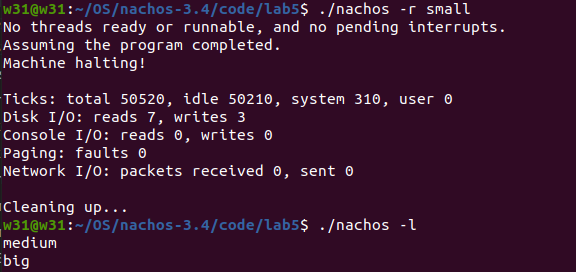 w31@w31:~/OS/nachos-3.4/code/lab5$ ./nachos -r small
No threads ready or runnable, and no pending interrupts.
Assuming the program completed.
Machine halting!
Ticks: total 50520, idle 50210, system 310, user 0
Disk I/O: reads 7, writes 3
Console I/O: reads 0, writes 0
Paging: faults 0
Network I/O: packets received 0, sent 0
Cleaning up...
w31@w31:~/OS/nachos-3.4/code/lab5$ ./nachos -l
medium
big